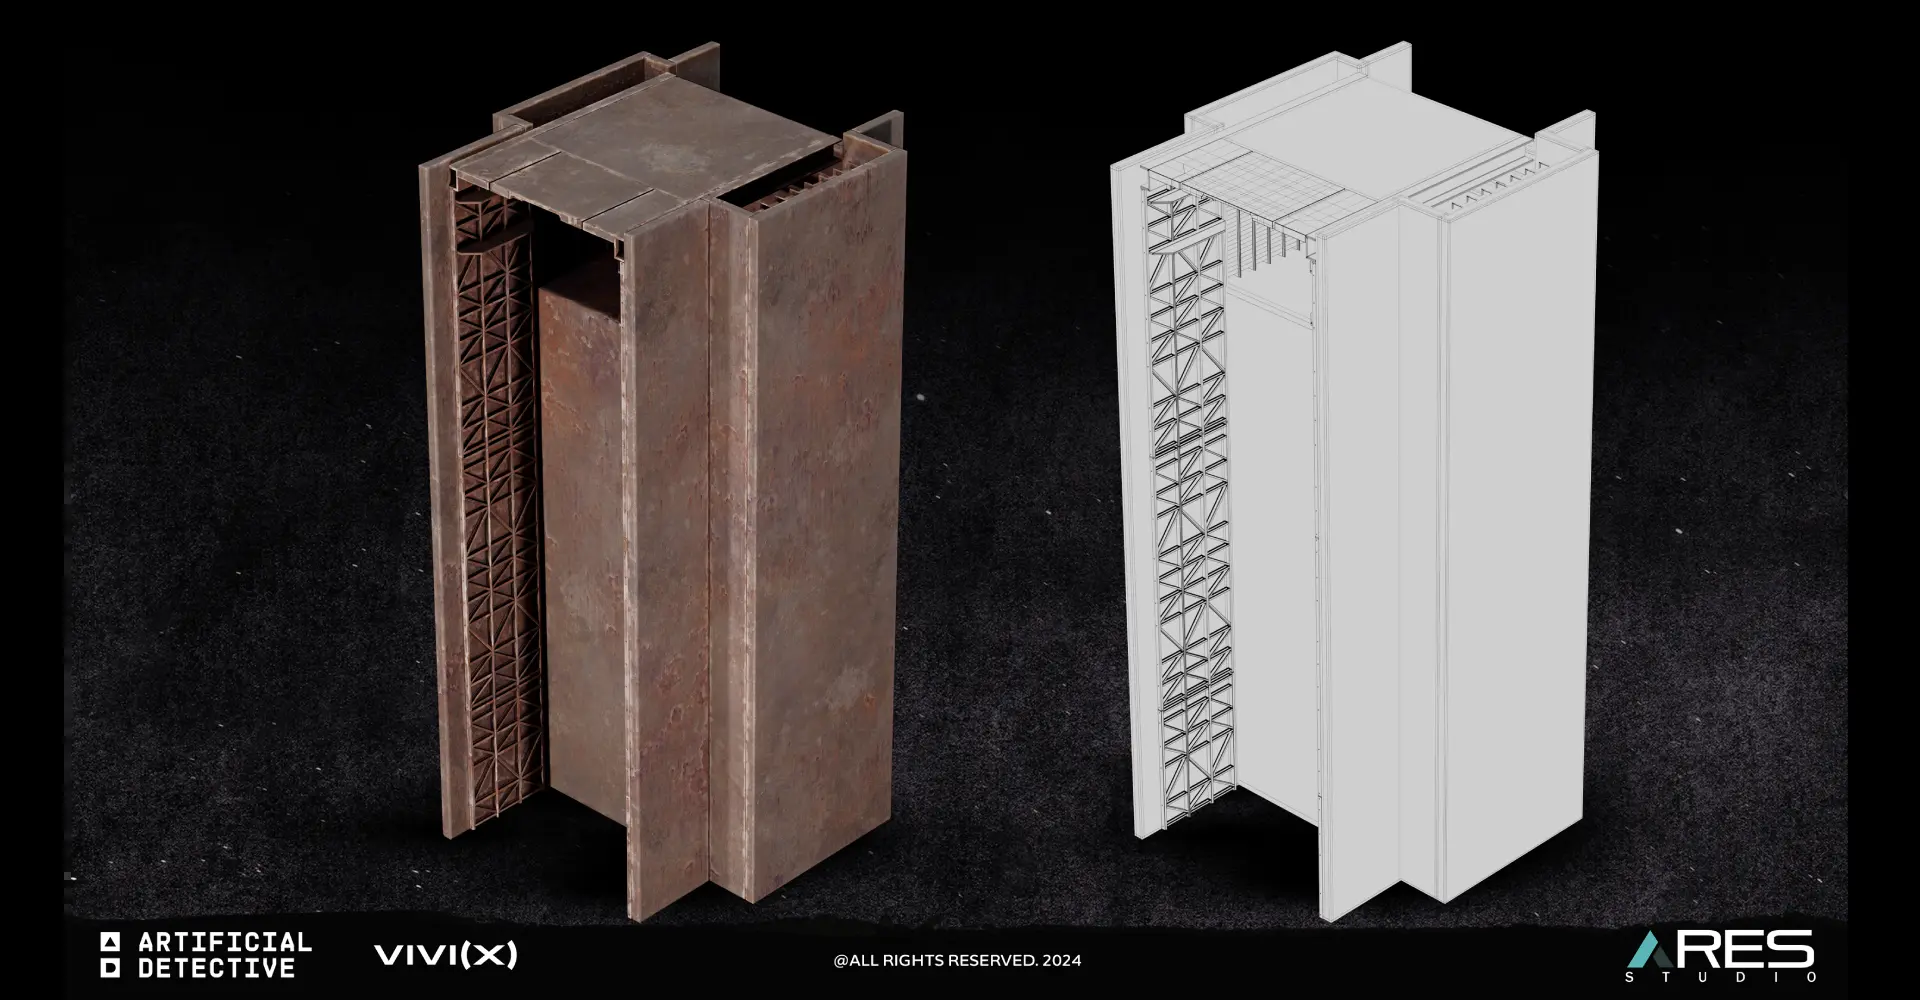 ARTIFICIAL
DETECTIVE
VIVI(X)
@ALL RIGHTS RESERVED. 2024
ARES
STUDIO